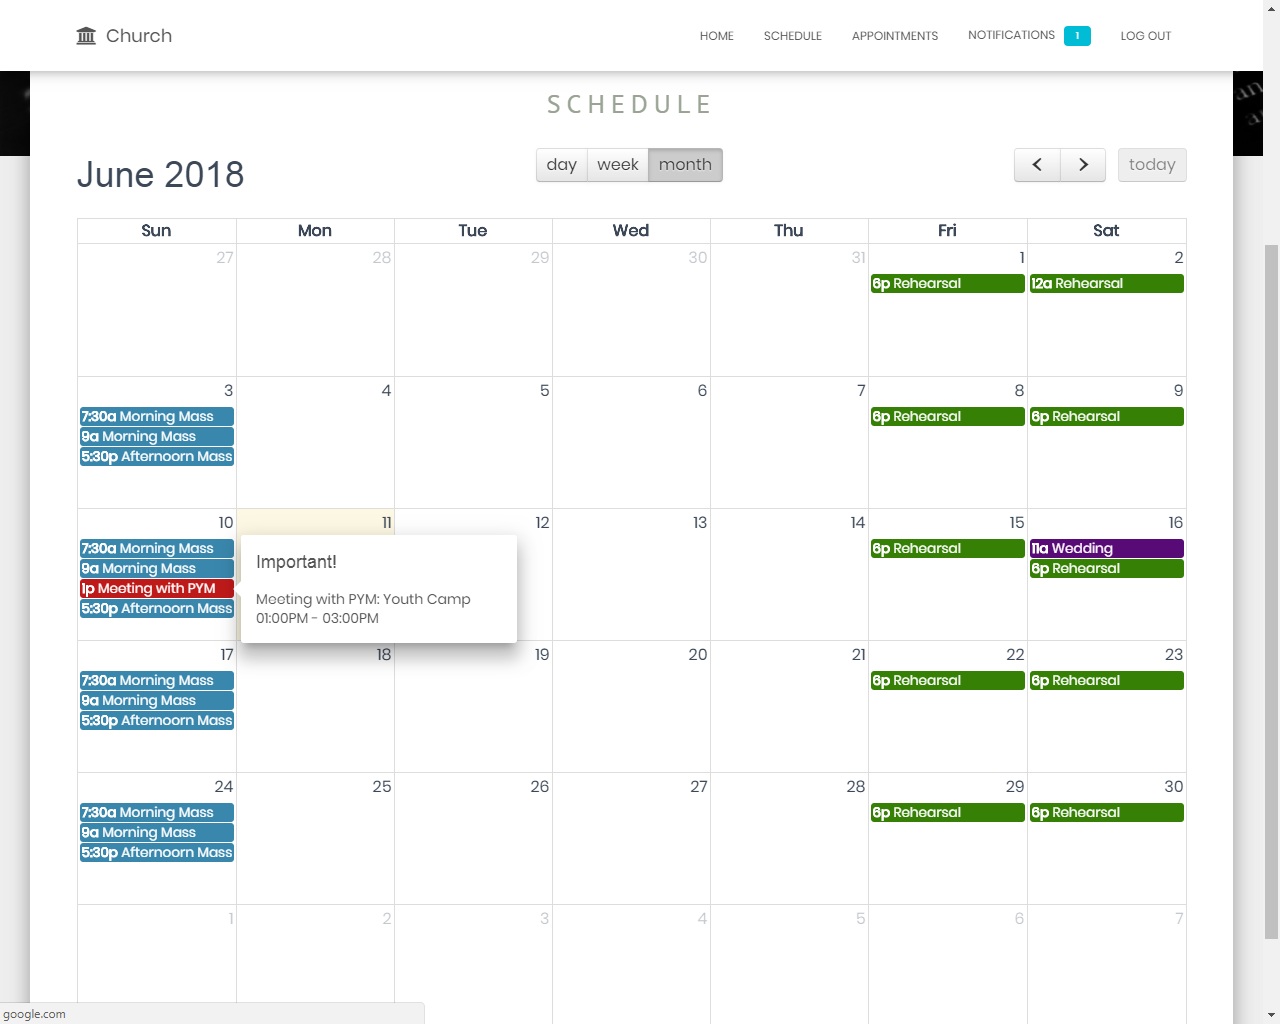 Church HOME SCHEDULE APPOINTMENTS NOTIFICATIONS 1 LOG OUT
an
a
SCHEDULE
June 2018 day week month today
Sun Mon Tue Wed Thu Fri Sat
27 28 29 30 31 1 2
6p Rehearsal 12a Rehearsal
3 4 5 6 7 8 9
7:30a Morning Mass 6p Rehearsal 6p Rehearsal
9a Morning Mass
5:30p Afternoorn Mass
10 11 12 13 14 15 16
7:30a Morning Mass 6p Rehearsal 11a Wedding
9a Morning Mass 6p Rehearsal
Important!
1p Meeting with PYM
Meeting with PYM: Youth Camp
5:30p Afternoorn Mass
01:00PM - 03:00PM
17 18 19 20 21 22 23
7:30a Morning Mass 6p Rehearsal 6p Rehearsal
9a Morning Mass
5:30p Afternoorn Mass
24 25 26 27 28 29 30
7:30a Morning Mass 6p Rehearsal 6p Rehearsal
9a Morning Mass
5:30p Afternoorn Mass
1 2 3 4 5 6 7
google.com